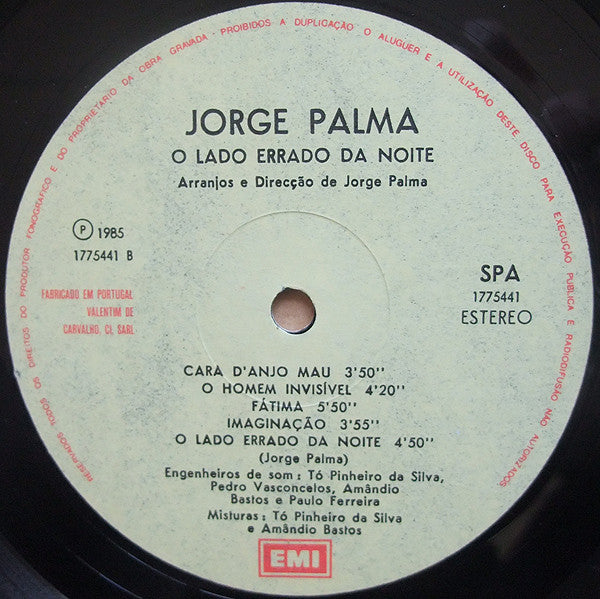 RESERVADOS TODOS OS DIREITOS DO PRODUTOR FONOGRÁFICO E DO PROPRIETÁRIO DA OBRA GRAVADA - PROIBIDOS A DUPLICAÇÃO O ALUGUER E A UTILIZAÇÃO DESTE DISCO PARA EXECUÇÃO PUBLICA E RADIODIFUSÃO NÃO AUTORIZADOS
JORGE PALMA
O LADO ERRADO DA NOITE
Arranjos e Direcção de Jorge Palma
Ⓟ 1985
1775441 B
FABRICADO EM PORTUGAL
VALENTIM DE
CARVALHO, CI, SARL
SPA
1775441
ESTEREO
CARA D'ANJO MAU 3'50''
O HOMEM INVISÍVEL 4'20''
FÁTIMA 5'50''
IMAGINAÇÃO 3'55''
O LADO ERRADO DA NOITE 4'50''
(Jorge Palma)
Engenheiros de som : Tó Pinheiro da Silva,
Pedro Vasconcelos, Amândio
Bastos e Paulo Ferreira
Misturas : Tó Pinheiro da Silva
e Amândio Bastos
EMI